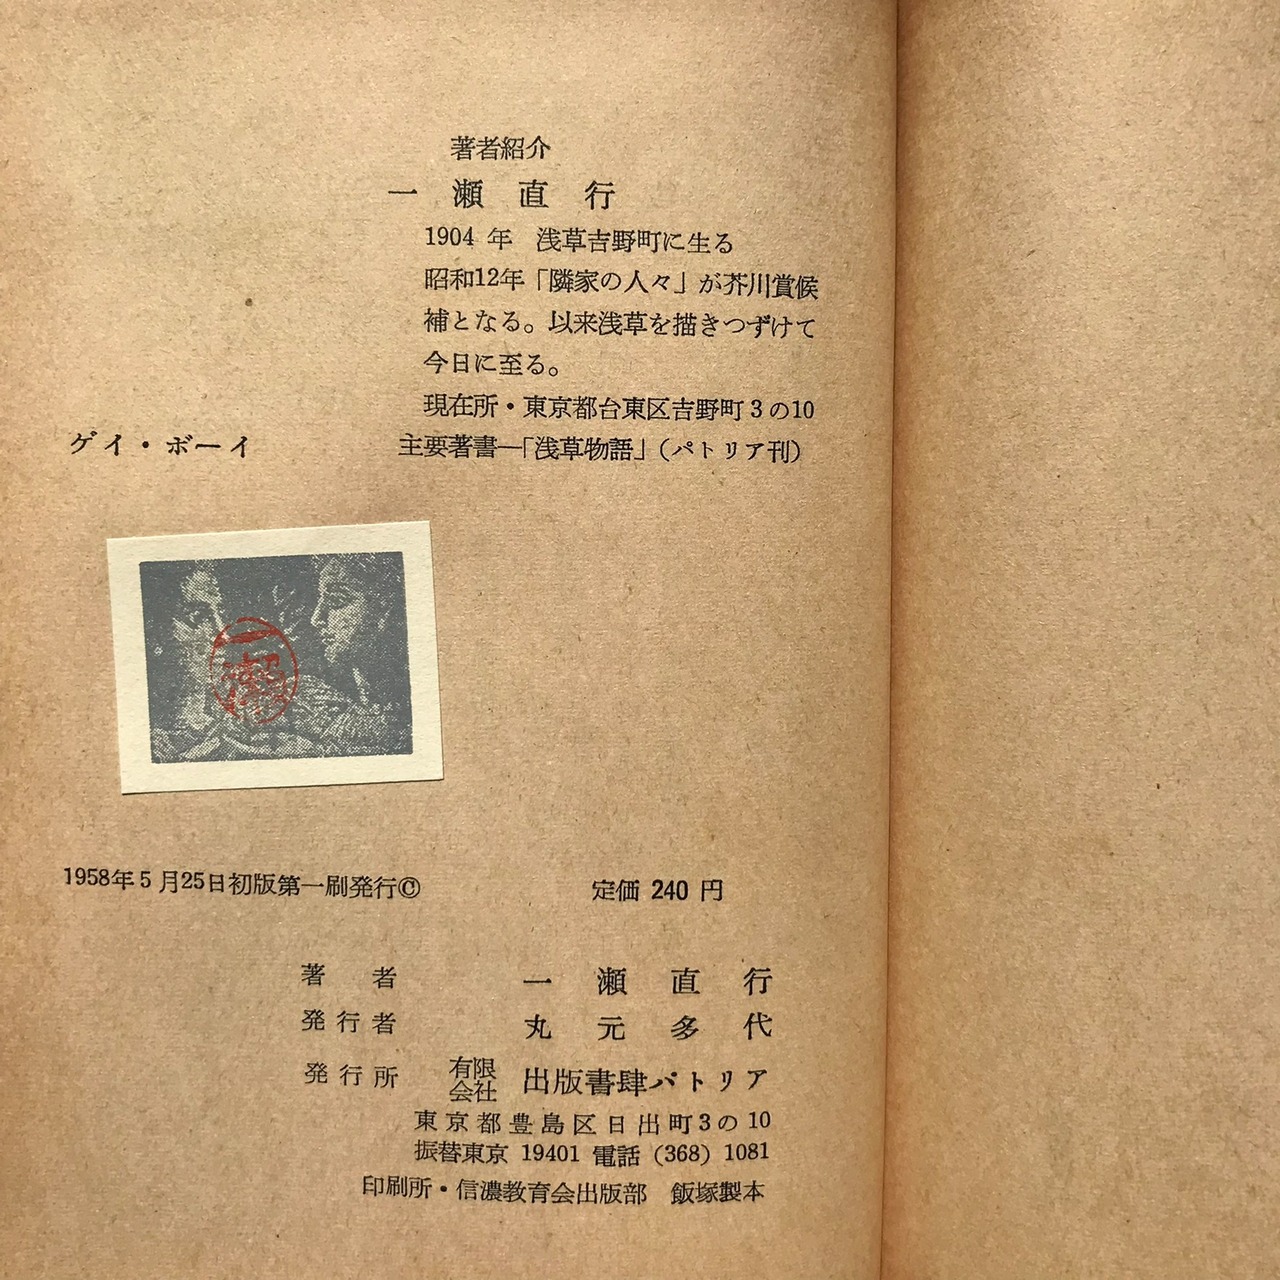 著者紹介
一瀬直行
1904年 浅草吉野町に生る
昭和12年「隣家の人々」が芥川賞候
補となる。以来浅草を描きつずけて
今日に至る。
現在所・東京都台東区吉野町3の10
主要著書―「浅草物語」(パトリア刊)
ゲイ・ボーイ
一瀬
1958年5月25日初版第一刷発行©
定価 240 円
著者 一瀬直行
発行者 丸元多代
発行所 有限会社 出版書肆パトリア
東京都豊島区日出町3の10
振替東京 19401 電話 (368) 1081
印刷所・信濃教育会出版部 飯塚製本